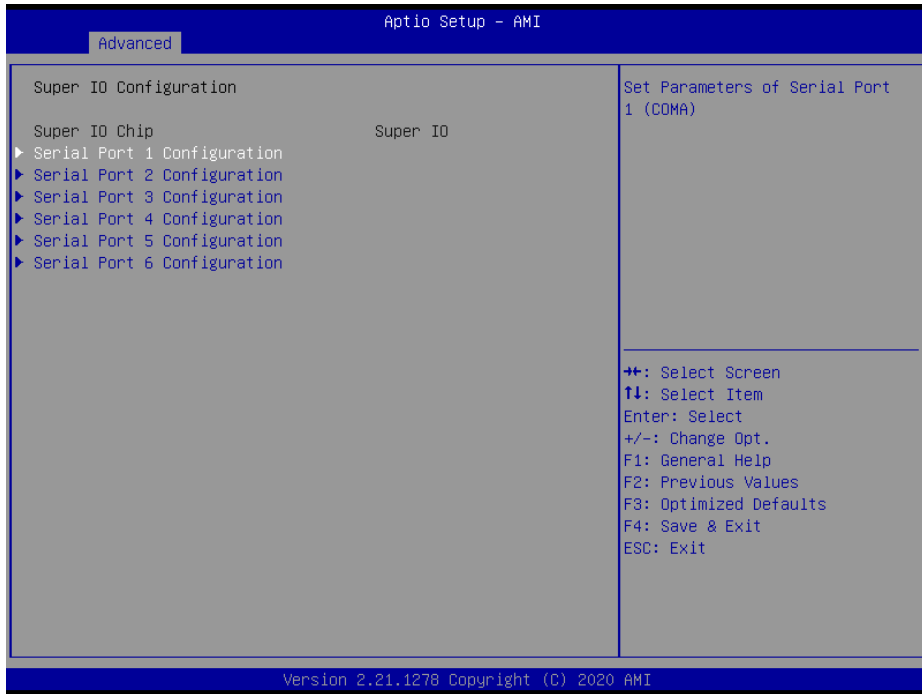 Aptio Setup – AMI
Advanced
Super IO Configuration
Super IO Chip Super IO
Serial Port 1 Configuration
Serial Port 2 Configuration
Serial Port 3 Configuration
Serial Port 4 Configuration
Serial Port 5 Configuration
Serial Port 6 Configuration
Set Parameters of Serial Port
1 (COMA)
→←: Select Screen
↑↓: Select Item
Enter: Select
+/-: Change Opt.
F1: General Help
F2: Previous Values
F3: Optimized Defaults
F4: Save & Exit
ESC: Exit
Version 2.21.1278 Copyright (C) 2020 AMI